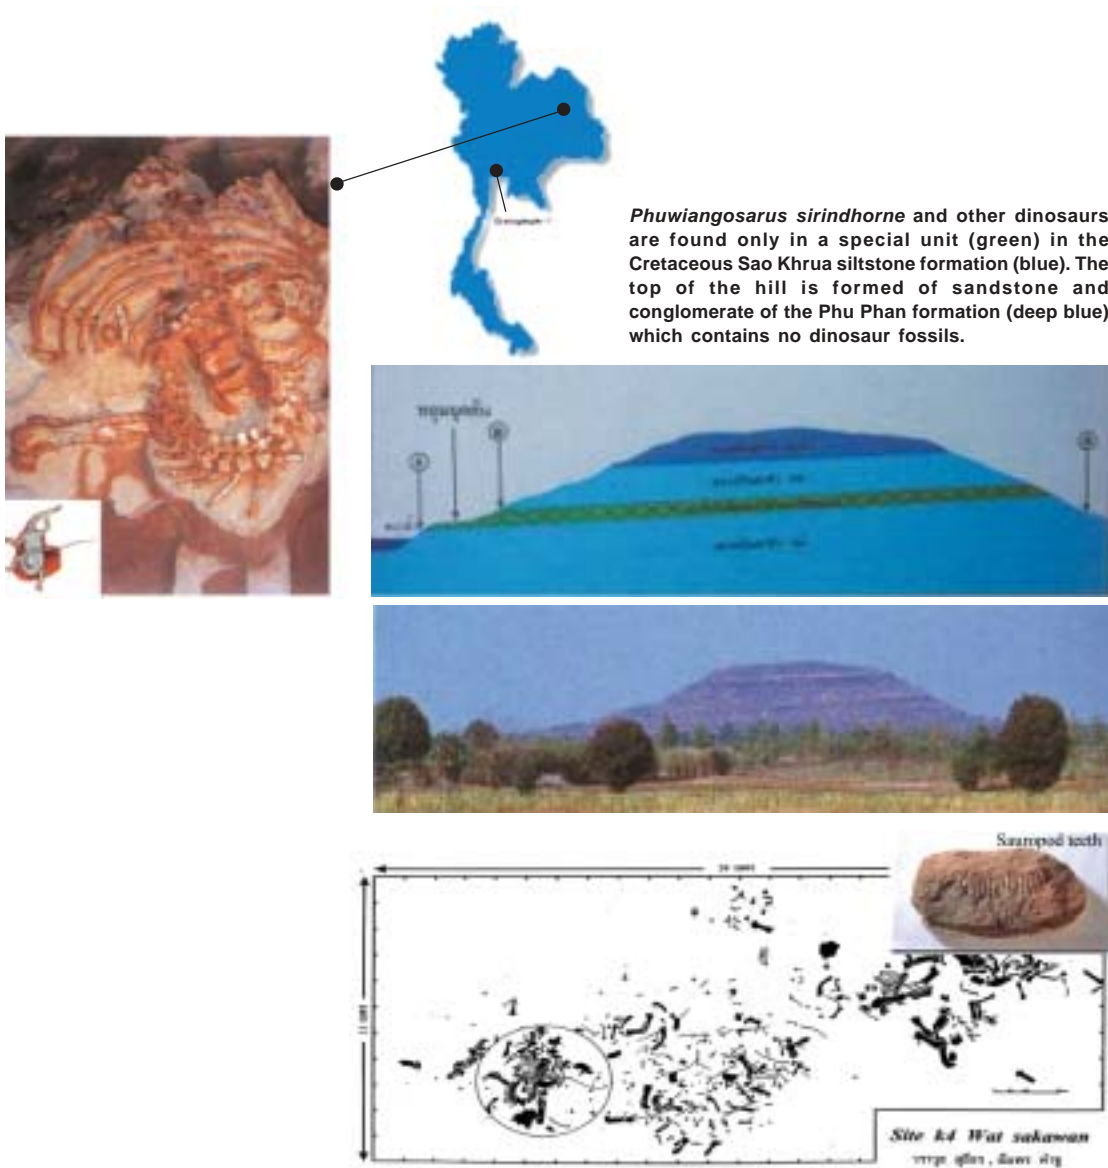 Phuwiangosarus sirindhorne and other dinosaurs
are found only in a special unit (green) in the
Cretaceous Sao Khrua siltstone formation (blue). The
top of the hill is formed of sandstone and
conglomerate of the Phu Phan formation (deep blue)
which contains no dinosaur fossils.
Sauropod teeth
Site k4 Wat sakawan